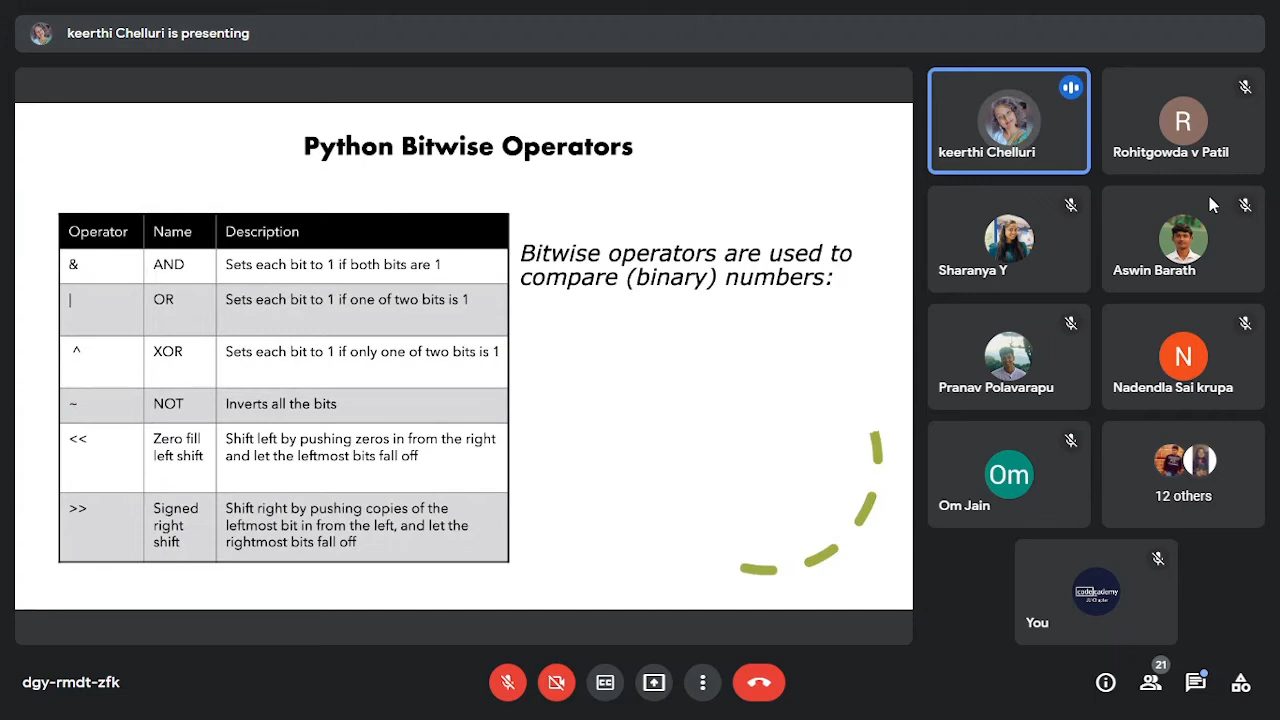 keerthi Chelluri is presenting
Python Bitwise Operators
Operator Name Description
& AND Sets each bit to 1 if both bits are 1
| OR Sets each bit to 1 if one of two bits is 1
^ XOR Sets each bit to 1 if only one of two bits is 1
~ NOT Inverts all the bits
<< Zero fill Shift left by pushing zeros in from the right
left shift and let the leftmost bits fall off
>> Signed Shift right by pushing copies of the
right leftmost bit in from the left, and let the
shift rightmost bits fall off
Bitwise operators are used to
compare (binary) numbers:
keerthi Chelluri
R
Rohitgowda v Patil
Sharanya Y
Aswin Barath
Pranav Polavarapu
N
Nadendla Sai krupa
Om
Om Jain
12 others
codecademy
You
dgy-rmdt-zfk
CC
21